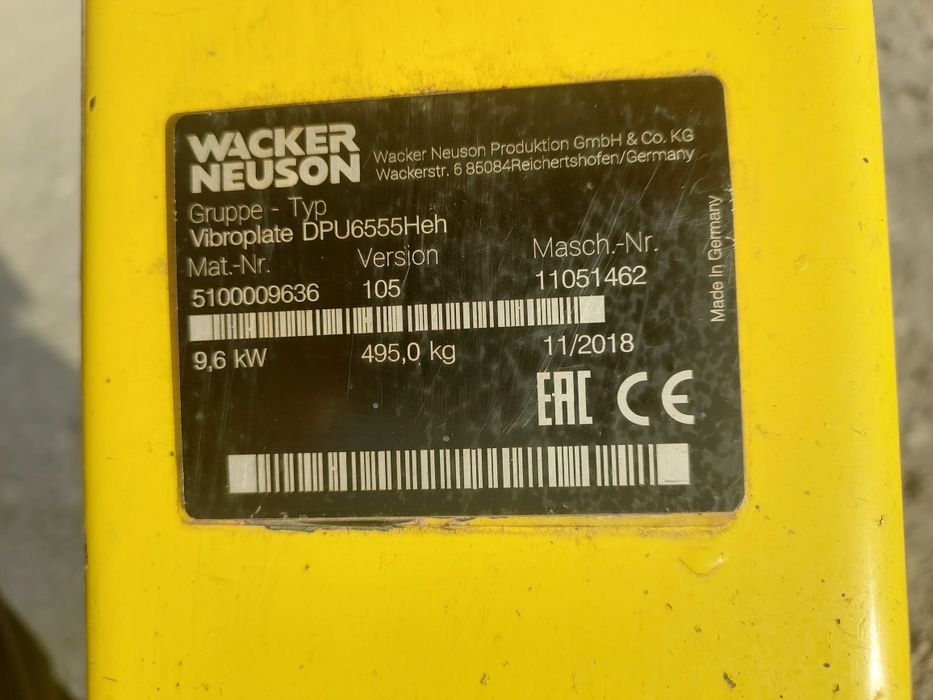 WACKER
NEUSON
Wacker Neuson Produktion GmbH & Co. KG
Wackerstr. 6 85084Reichertshofen/Germany
Gruppe - Typ
Vibroplate DPU6555Heh
Mat.-Nr. Version Masch.-Nr.
5100009636 105 11051462
9,6 kW 495,0 kg 11/2018
EAC CE
Made in Germany